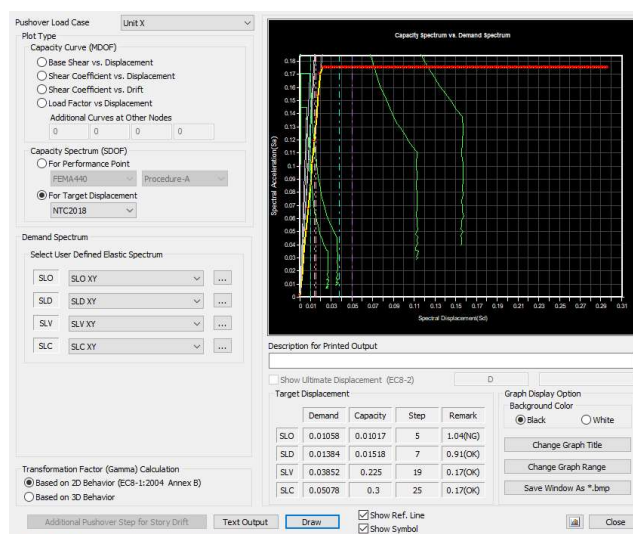 Pushover Load Case
Unit X
Plot Type
Capacity Curve (MDOF)
Base Shear vs. Displacement
Shear Coefficient vs. Displacement
Shear Coefficient vs. Drift
Load Factor vs Displacement
Additional Curves at Other Nodes
0 0 0 0
Capacity Spectrum (SDOF)
For Performance Point
FEMA440 Procedure-A
For Target Displacement
NTC2018
Demand Spectrum
Select User Defined Elastic Spectrum
SLO SLO XY ...
SLD SLD XY ...
SLV SLV XY ...
SLC SLC XY ...
Transformation Factor (Gamma) Calculation
Based on 2D Behavior (EC8-1:2004 Annex B)
Based on 3D Behavior
Capacity Spectrum vs. Demand Spectrum
Spectral Acceleration(Sa)
0.18
0.17
0.16
0.15
0.14
0.13
0.12
0.11
0.1
0.09
0.08
0.07
0.06
0.05
0.04
0.03
0.02
0.01
0
0 0.01 0.03 0.05 0.07 0.09 0.11 0.13 0.15 0.17 0.19 0.21 0.23 0.25 0.27 0.29 0.31
Spectral Displacement(Sd)
Description for Printed Output
Show Ultimate Displacement (EC8-2)
D
Target Displacement
Demand Capacity Step Remark
SLO 0.01058 0.01017 5 1.04(NG)
SLD 0.01384 0.01518 7 0.91(OK)
SLV 0.03852 0.225 19 0.17(OK)
SLC 0.05078 0.3 25 0.17(OK)
Graph Display Option
Background Color
Black White
Change Graph Title
Change Graph Range
Save Window As *.bmp
Additional Pushover Step for Story Drift
Text Output
Draw
Show Ref. Line
Show Symbol
Close